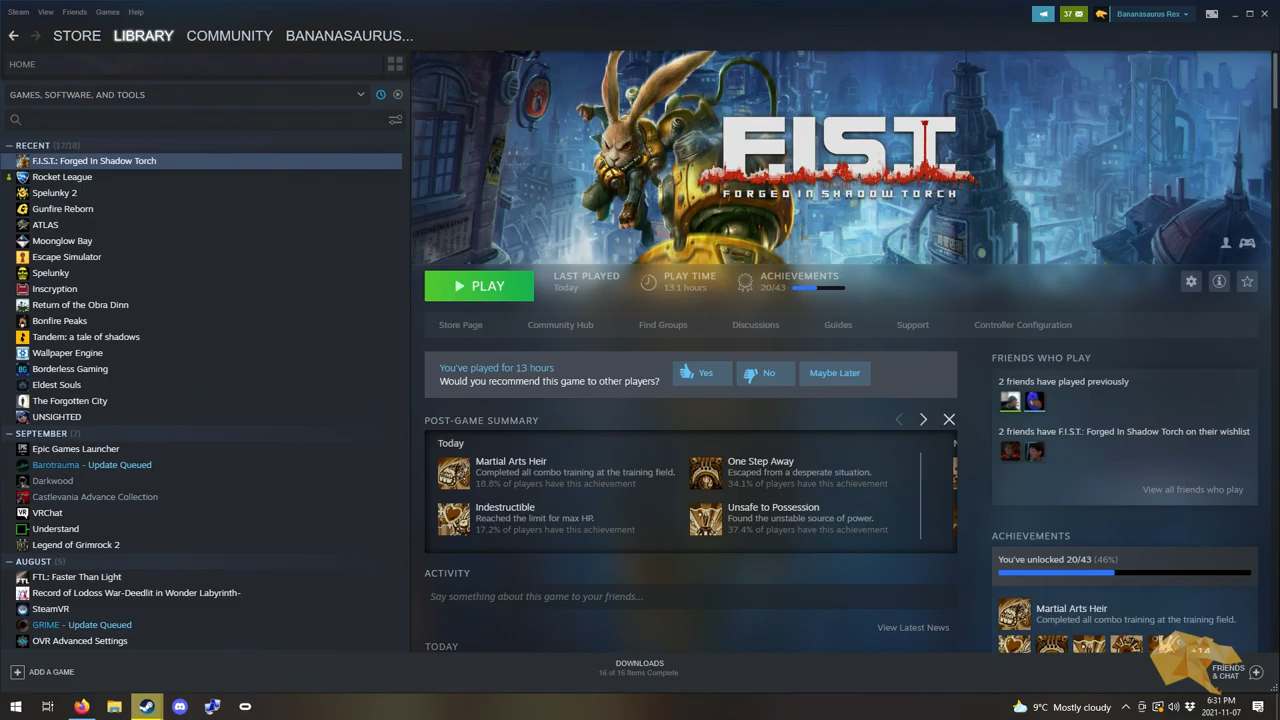 Steam View Friends Games Help
37
Bananasaurus Rex
STORE LIBRARY COMMUNITY BANANASAURUS...
HOME
GAMES, SOFTWARE, AND TOOLS
RECENT (17/18)
F.I.S.T.: Forged In Shadow Torch
Rocket League
Spelunky 2
Gunfire Reborn
ATLAS
Moonglow Bay
Escape Simulator
Spelunky
Inscryption
Return of the Obra Dinn
Bonfire Peaks
Tandem: a tale of shadows
Wallpaper Engine
Borderless Gaming
Eldest Souls
The Forgotten City
UNSIGHTED
SEPTEMBER (7)
Epic Games Launcher
Barotrauma - Update Queued
Darkwood
Castlevania Advance Collection
VRChat
Understand
Legend of Grimrock 2
AUGUST (5)
FTL: Faster Than Light
Record of Lodoss War-Deedlit in Wonder Labyrinth-
SteamVR
GRIME - Update Queued
OVR Advanced Settings
ADD A GAME
F.I.S.T.
FORGED IN SHADOW TORCH
PLAY
LAST PLAYED
Today
PLAY TIME
13.1 hours
ACHIEVEMENTS
20/43
Store Page Community Hub Find Groups Discussions Guides Support Controller Configuration
You've played for 13 hours
Would you recommend this game to other players?
Yes No Maybe Later
POST-GAME SUMMARY
Today
Martial Arts Heir
Completed all combo training at the training field.
18.8% of players have this achievement
One Step Away
Escaped from a desperate situation.
34.1% of players have this achievement
Indestructible
Reached the limit for max HP.
17.2% of players have this achievement
Unsafe to Possession
Found the unstable source of power.
37.4% of players have this achievement
ACTIVITY
Say something about this game to your friends...
View Latest News
TODAY
FRIENDS WHO PLAY
2 friends have played previously
2 friends have F.I.S.T.: Forged In Shadow Torch on their wishlist
View all friends who play
ACHIEVEMENTS
You've unlocked 20/43 (46%)
Martial Arts Heir
Completed all combo training at the training field.
+14
DOWNLOADS
16 of 16 Items Complete
FRIENDS
& CHAT
9°C Mostly cloudy
6:31 PM
2021-11-07